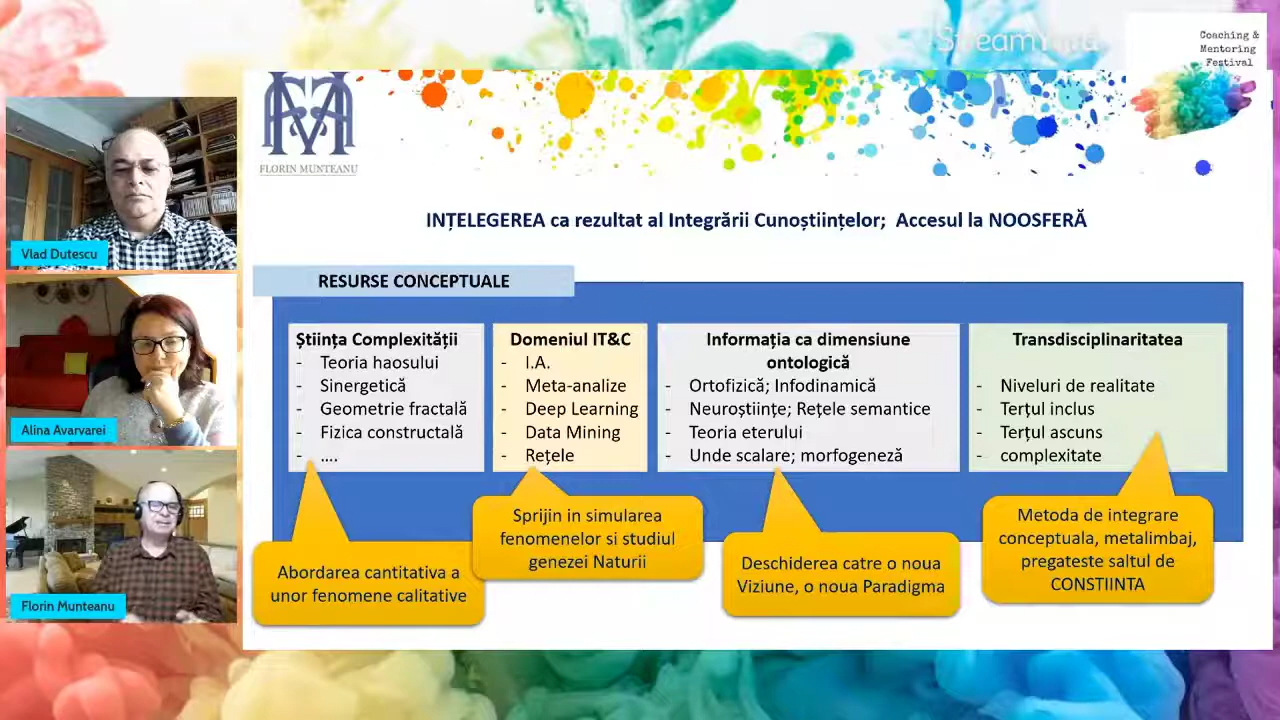 StreamYard
Coaching &
Mentoring
Festival
FLORIN MUNTEANU
INȚELEGEREA ca rezultat al Integrării Cunoștiințelor; Accesul la NOOSFERĂ
RESURSE CONCEPTUALE
Știința Complexității
- Teoria haosului
- Sinergetică
- Geometrie fractală
- Fizica constructală
- ....
Domeniul IT&C
- I.A.
- Meta-analize
- Deep Learning
- Data Mining
- Rețele
Informația ca dimensiune
ontologică
- Ortofizică; Infodinamică
- Neuroștiințe; Rețele semantice
- Teoria eterului
- Unde scalare; morfogeneză
Transdisciplinaritatea
- Niveluri de realitate
- Terțul inclus
- Terțul ascuns
- complexitate
Abordarea cantitativa a
unor fenomene calitative
Sprijin in simularea
fenomenelor si studiul
genezei Naturii
Deschiderea catre o noua
Viziune, o noua Paradigma
Metoda de integrare
conceptuala, metalimbaj,
pregateste saltul de
CONSTIINTA
Vlad Dutescu
Alina Avarvarei
Florin Munteanu